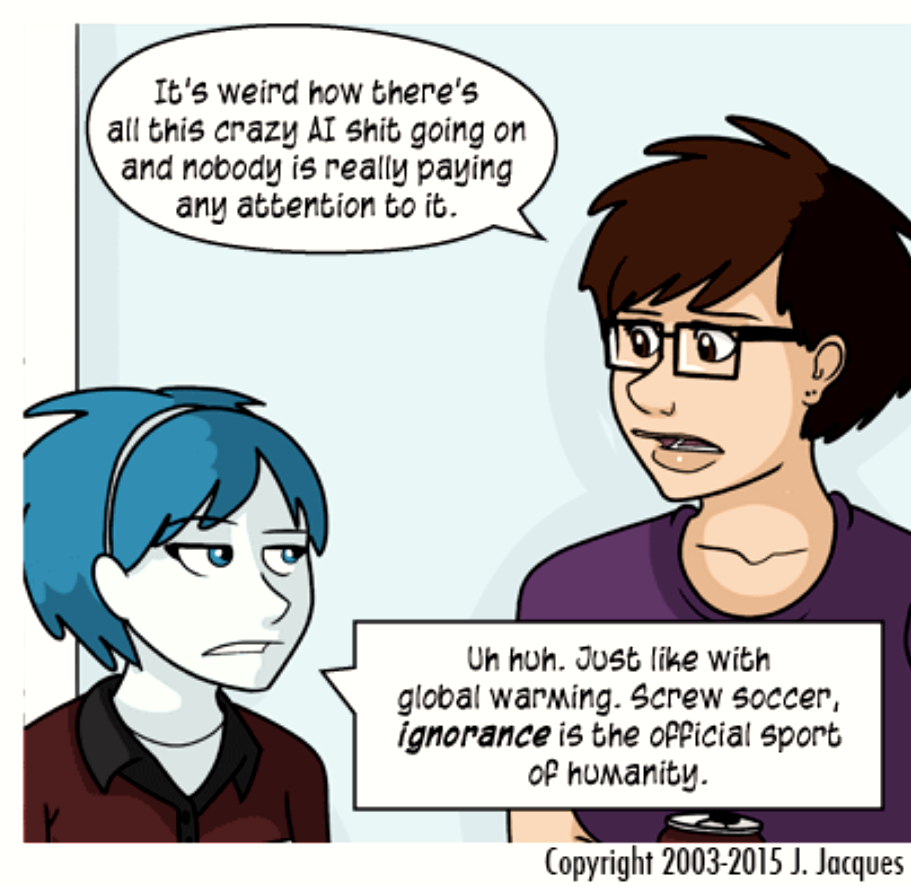 It's weird how there's
all this crazy AI shit going on
and nobody is really paying
any attention to it.
Uh huh. Just like with
global warming. Screw soccer,
ignorance is the official sport
of humanity.
Copyright 2003-2015 J. Jacques